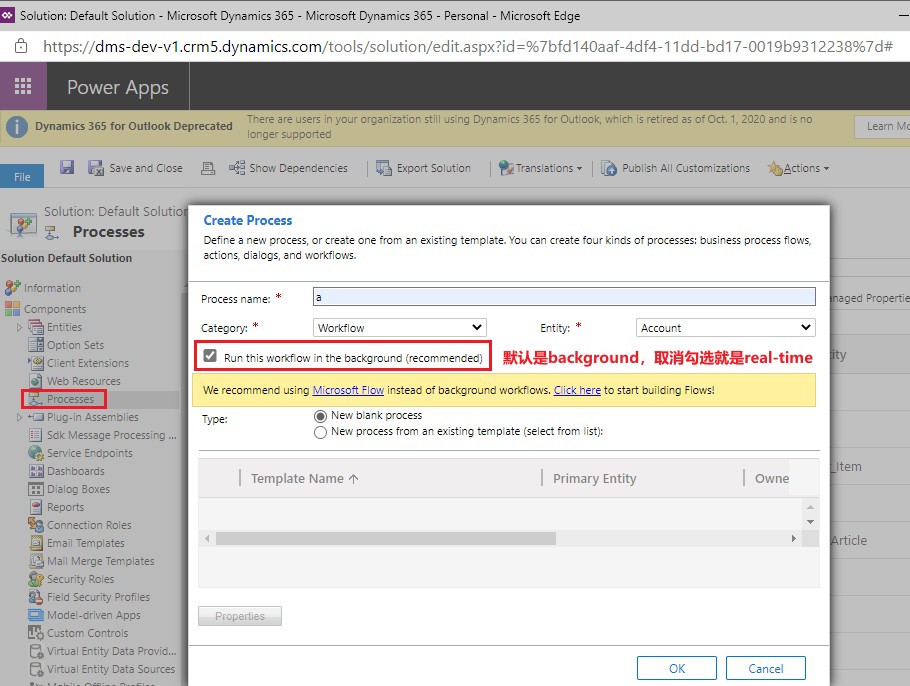 Solution: Default Solution - Microsoft Dynamics 365 - Microsoft Dynamics 365 - Personal - Microsoft Edge
https://dms-dev-v1.crm5.dynamics.com/tools/solution/edit.aspx?id=%7bfd140aaf-4df4-11dd-bd17-0019b9312238%7d#
Power Apps
Dynamics 365 for Outlook Deprecated
There are users in your organization still using Dynamics 365 for Outlook, which is retired as of Oct. 1, 2020 and is no
longer supported
Learn Mo
File
Save and Close
Show Dependencies
Export Solution
Translations
Publish All Customizations
Actions
Solution: Default Solution
Processes
Solution Default Solution
Information
Components
Entities
Option Sets
Client Extensions
Web Resources
Processes
Plug-in Assemblies
Sdk Message Processing ...
Service Endpoints
Dashboards
Dialog Boxes
Reports
Connection Roles
Email Templates
Mail Merge Templates
Security Roles
Field Security Profiles
Model-driven Apps
Custom Controls
Virtual Entity Data Provid...
Virtual Entity Data Sources
Mobile Offline Profiles
Create Process
Define a new process, or create one from an existing template. You can create four kinds of processes: business process flows,
actions, dialogs, and workflows.
Process name: *
a
Category: *
Workflow
Entity: *
Account
Run this workflow in the background (recommended)
默认是background，取消勾选就是real-time
We recommend using Microsoft Flow instead of background workflows. Click here to start building Flows!
Type:
New blank process
New process from an existing template (select from list):
Template Name
Primary Entity
Owne
Properties
OK
Cancel
anaged Propertie
ity
_Item
Article